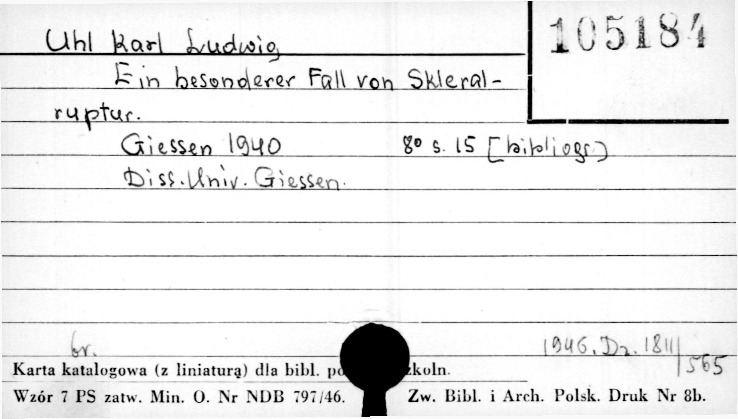 105184
Uhl Karl Ludwig
Ein besonderer Fall von Skleral-
ruptur.
Giessen 1940 8º s. 15 [bibliogr.]
Diss. Univ. Giessen.
br. 1946. Dz. 1811/565
Karta katalogowa (z liniaturą) dla bibl. zkoln.
Wzór 7 PS zatw. Min. O. Nr NDB 797/46. Zw. Bibl. i Arch. Polsk. Druk Nr 8b.